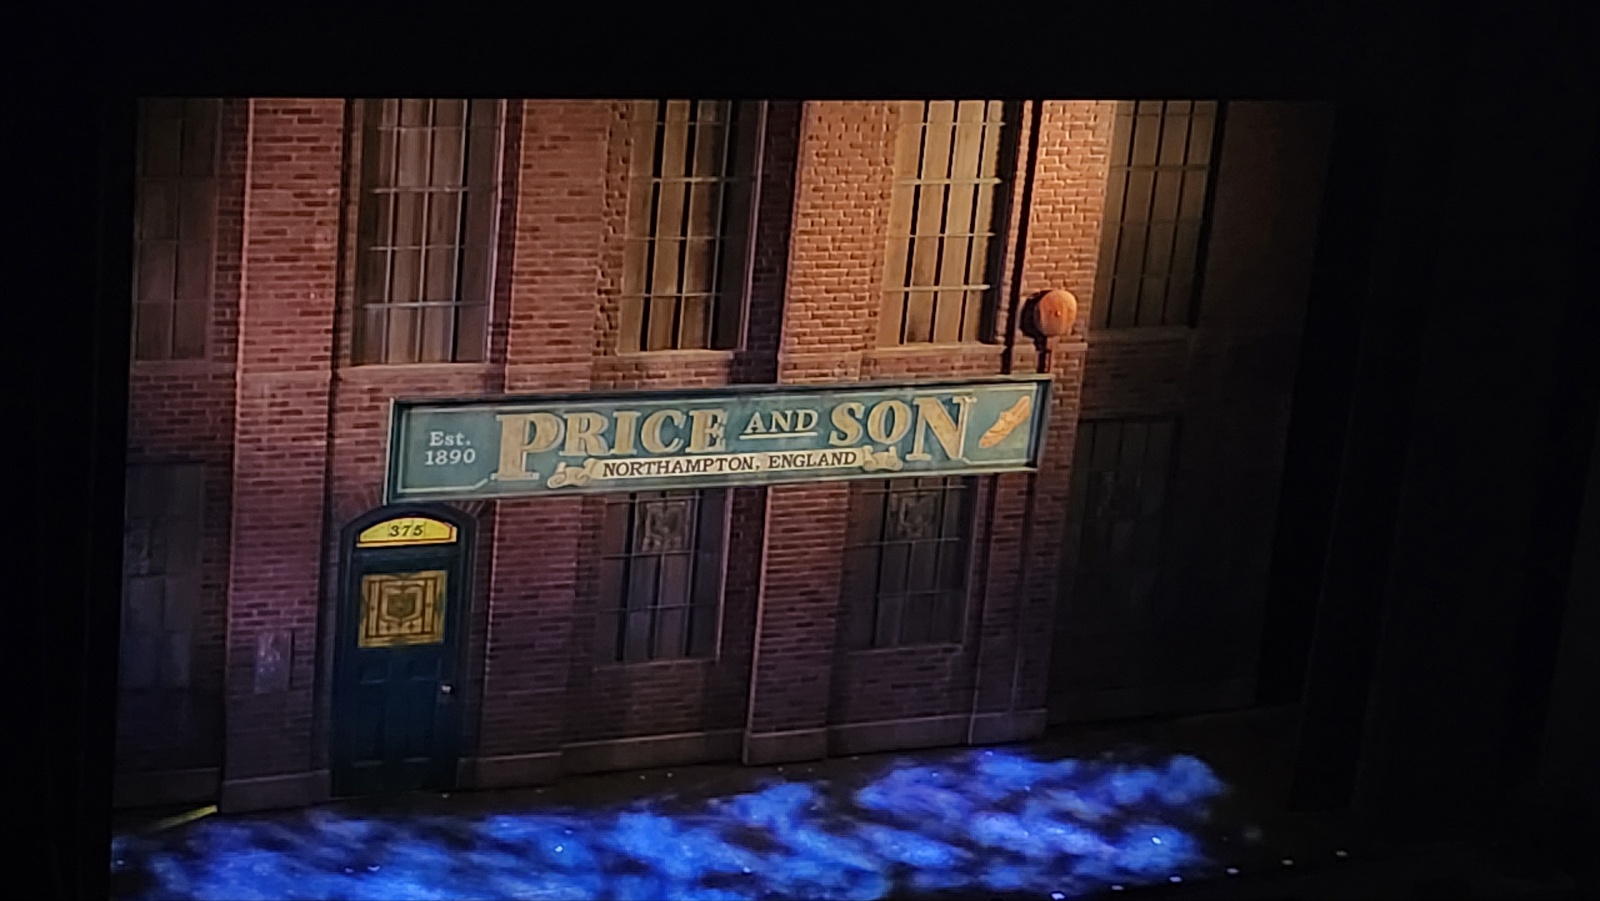 Est.
1890
PRICE AND SON
NORTHAMPTON, ENGLAND
375